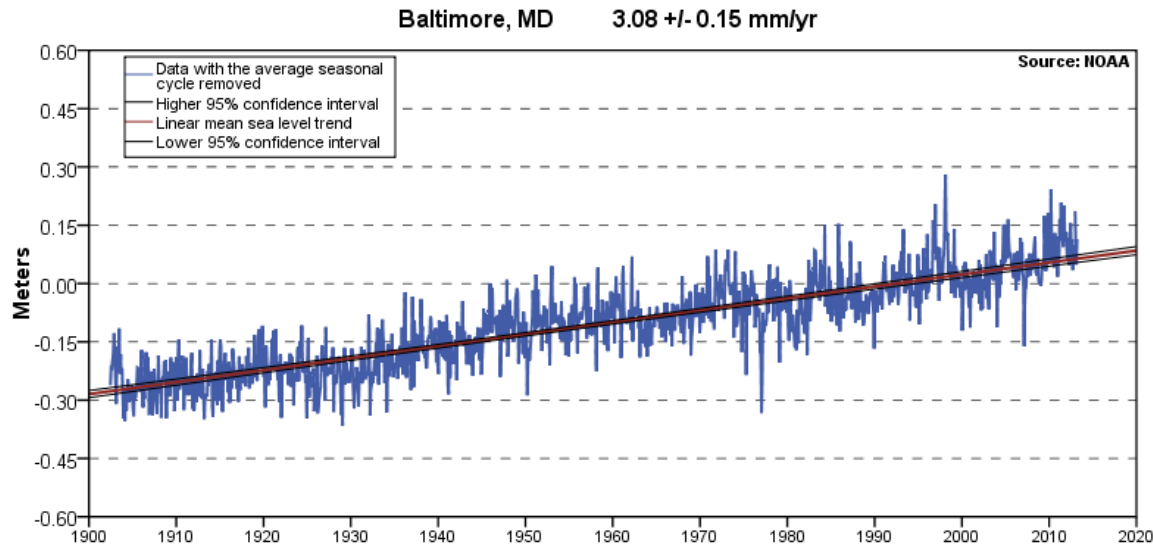 Baltimore, MD 3.08 +/- 0.15 mm/yr
Source: NOAA
Data with the average seasonal
cycle removed
Higher 95% confidence interval
Linear mean sea level trend
Lower 95% confidence interval
Meters
0.60
0.45
0.30
0.15
0.00
-0.15
-0.30
-0.45
-0.60
1900 1910 1920 1930 1940 1950 1960 1970 1980 1990 2000 2010 2020